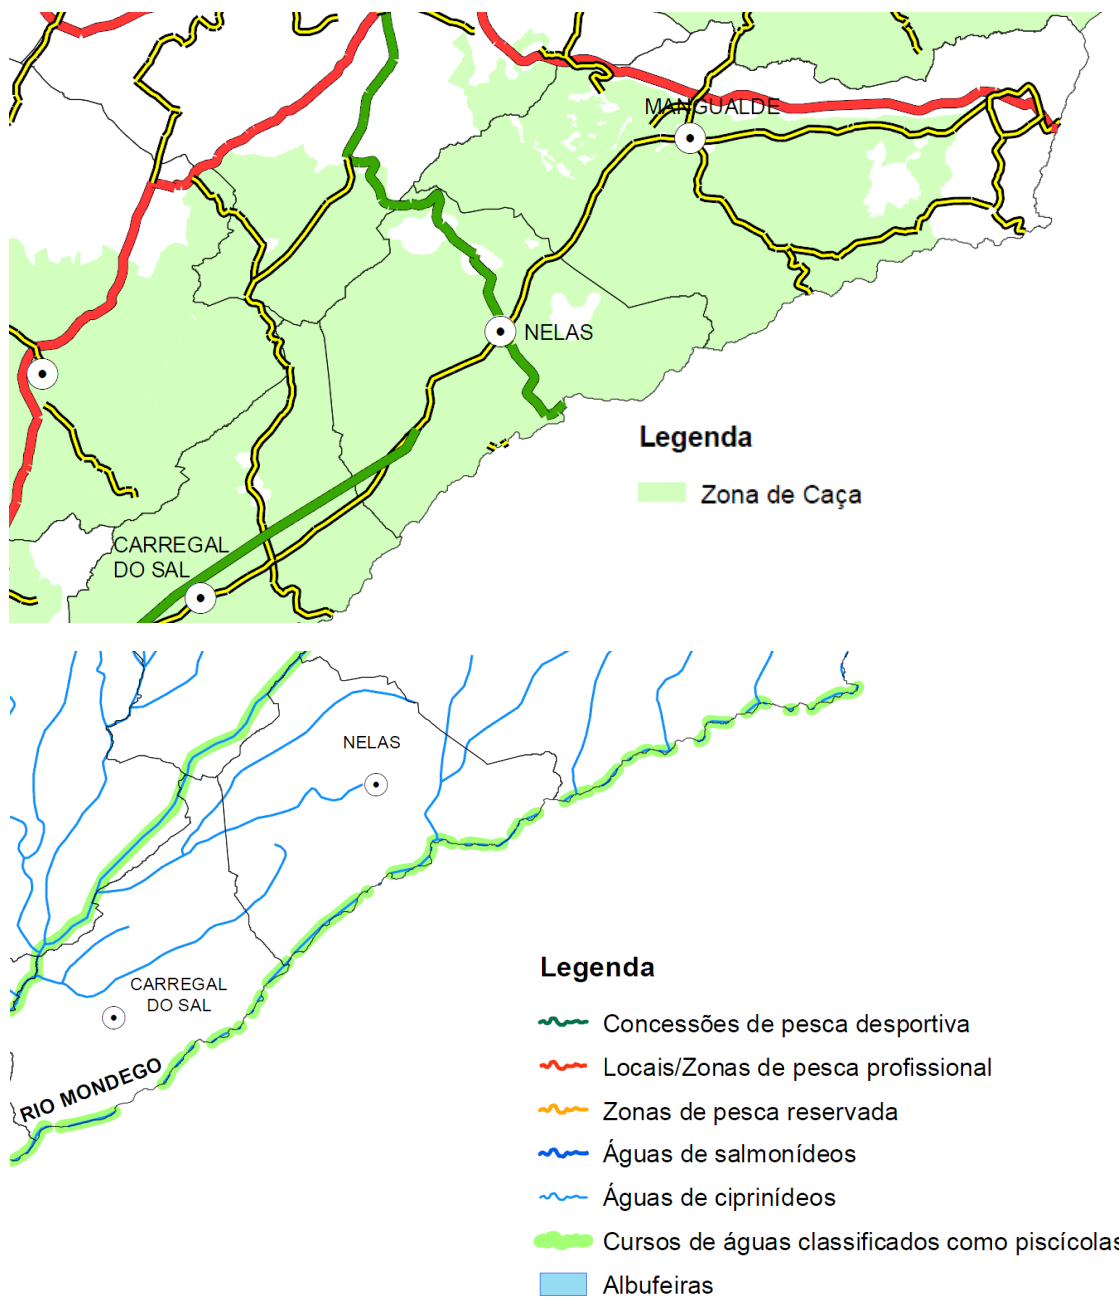 MANGUALDE
NELAS
Legenda
Zona de Caça
CARREGAL
DO SAL
NELAS
CARREGAL
DO SAL
RIO MONDEGO
Legenda
Concessões de pesca desportiva
Locais/Zonas de pesca profissional
Zonas de pesca reservada
Águas de salmonídeos
Águas de ciprinídeos
Cursos de águas classificados como piscícolas
Albufeiras